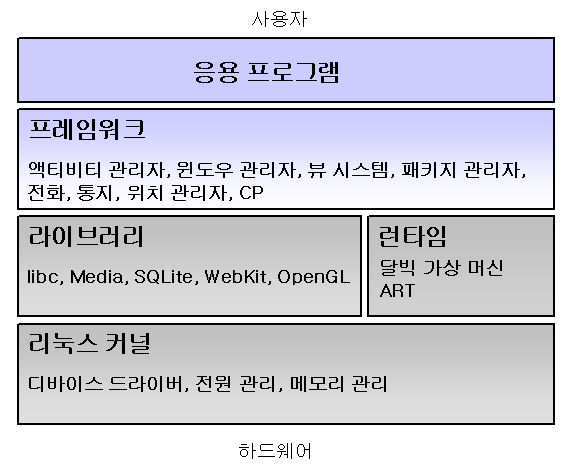 사용자
응용 프로그램
프레임워크
액티비티 관리자, 윈도우 관리자, 뷰 시스템, 패키지 관리자,
전화, 통지, 위치 관리자, CP
라이브러리
libc, Media, SQLite, WebKit, OpenGL
런타임
달빅 가상 머신
ART
리눅스 커널
디바이스 드라이버, 전원 관리, 메모리 관리
하드웨어